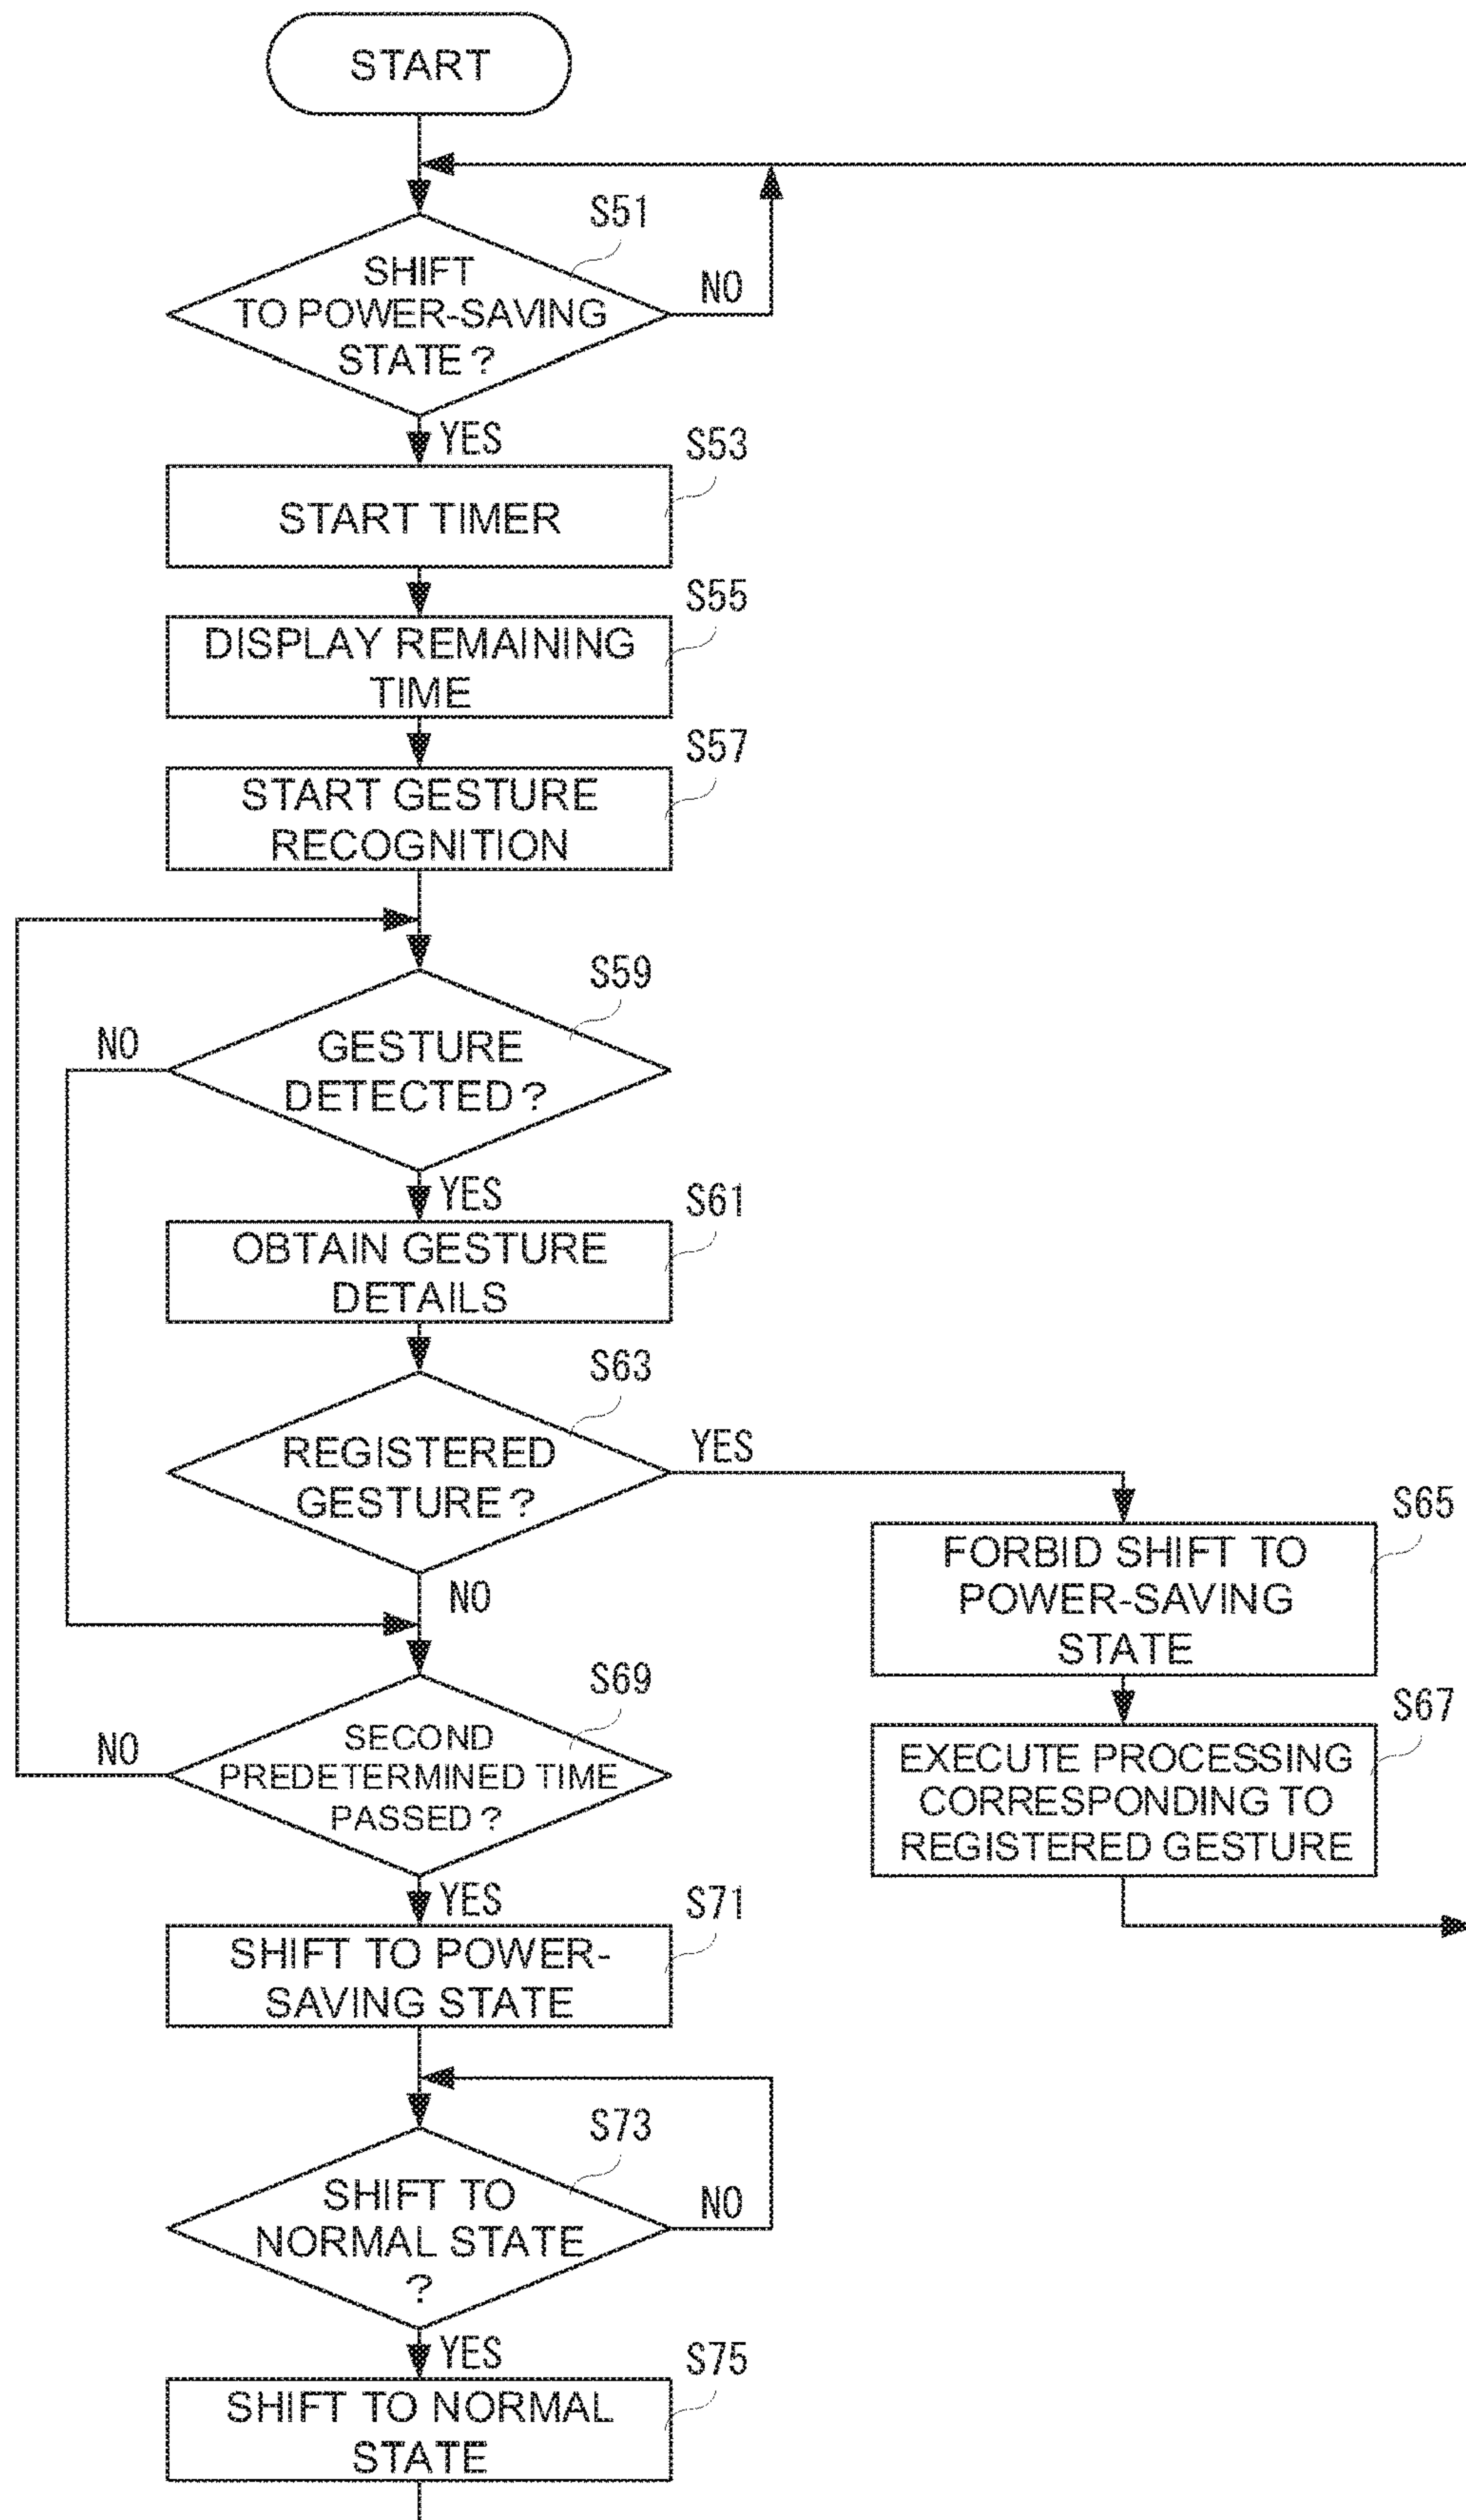 START
S51
SHIFT
TO POWER-SAVING
STATE?
NO
YES
S53
START TIMER
S55
DISPLAY REMAINING
TIME
S57
START GESTURE
RECOGNITION
S59
NO
GESTURE
DETECTED?
YES
S61
OBTAIN GESTURE
DETAILS
S63
REGISTERED
GESTURE?
YES
NO
S65
FORBID SHIFT TO
POWER-SAVING
STATE
S67
EXECUTE PROCESSING
CORRESPONDING TO
REGISTERED GESTURE
S69
NO
SECOND
PREDETERMINED TIME
PASSED?
YES
S71
SHIFT TO POWER-
SAVING STATE
S73
SHIFT TO
NORMAL STATE
?
NO
YES
S75
SHIFT TO NORMAL
STATE